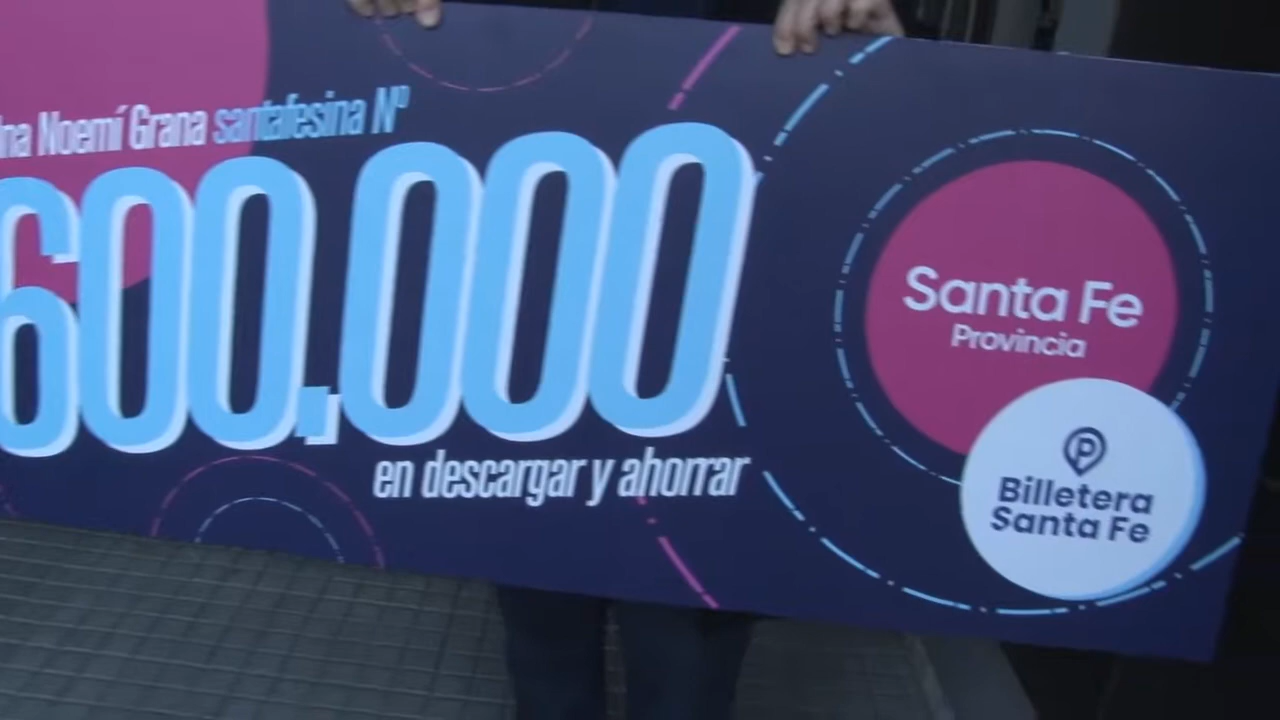 Noemí Grana santafesina Nº
600.000
en descargar y ahorrar
Santa Fe
Provincia
Billetera
Santa Fe